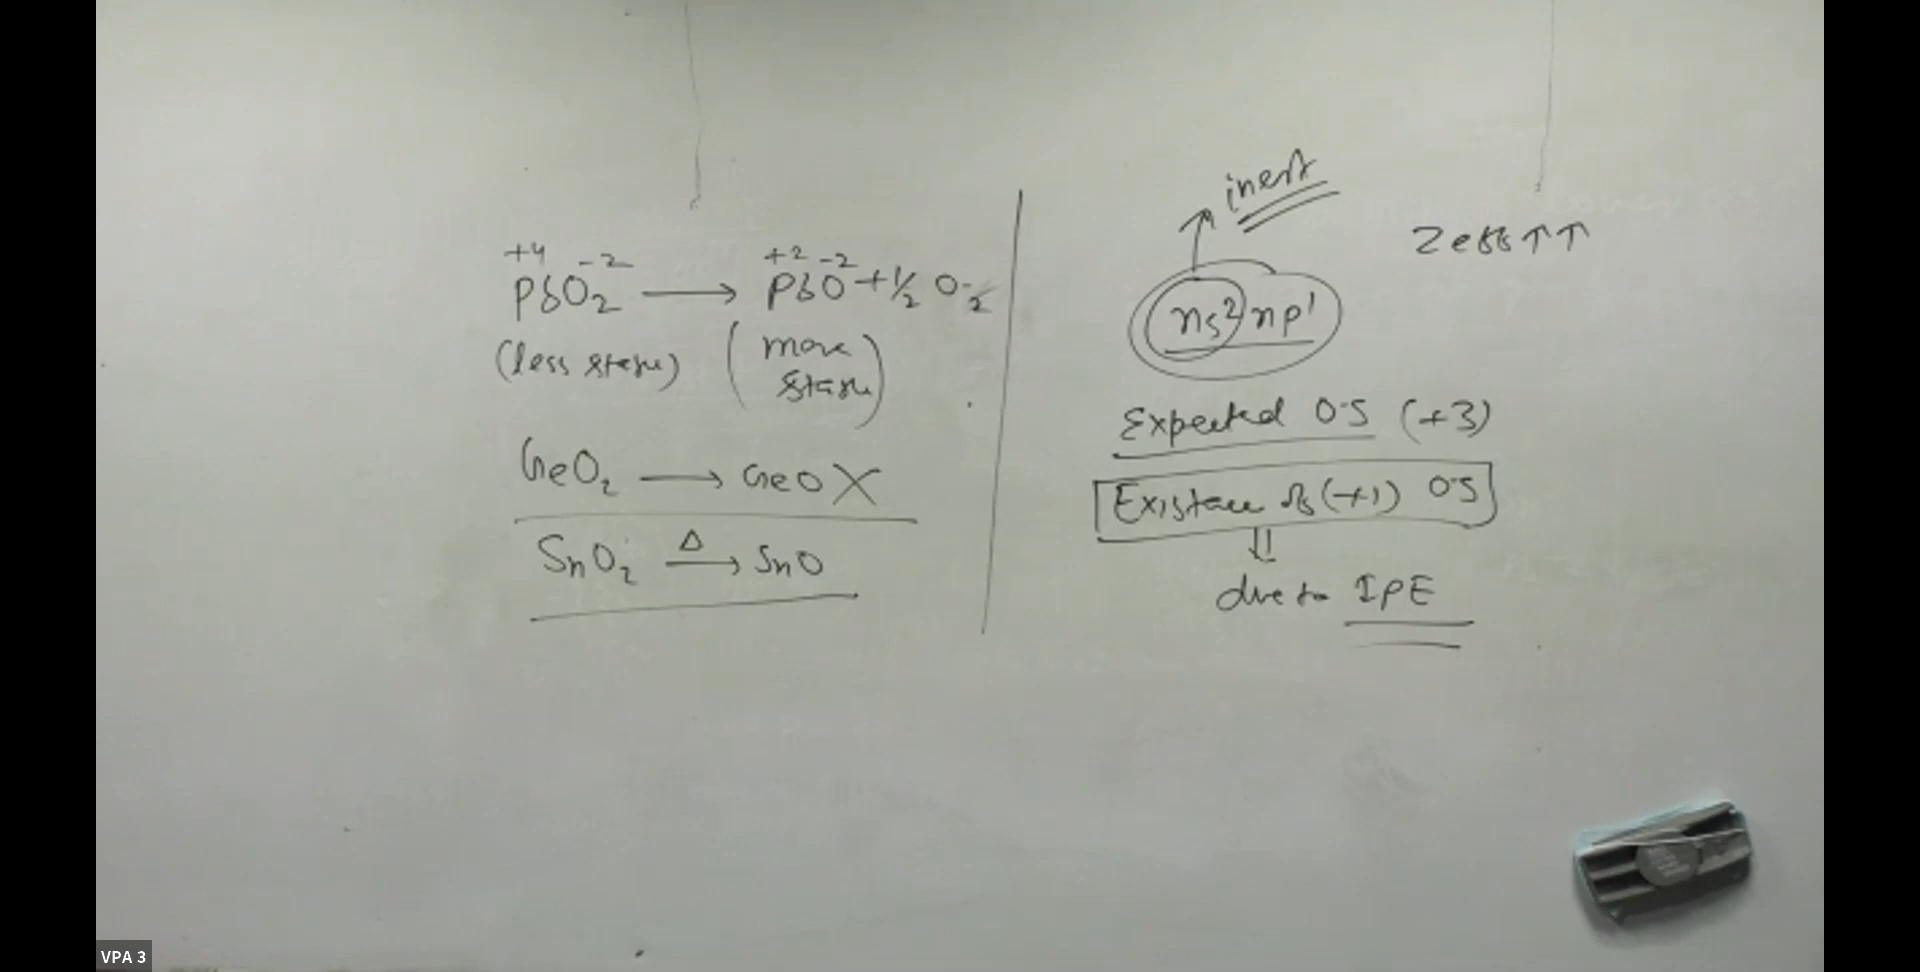 +4 -2 +2 -2
PbO₂ ⟶ PbO + 1/2 O₂
(less stable) (more stable)
GeO₂ ⟶ GeO X
SnO₂ ⟶ SnO
Δ
inert
Zeff ↑↑
ns² np¹
Expected O.S (+3)
Existance of (+1) O.S
due to IPE
VPA 3